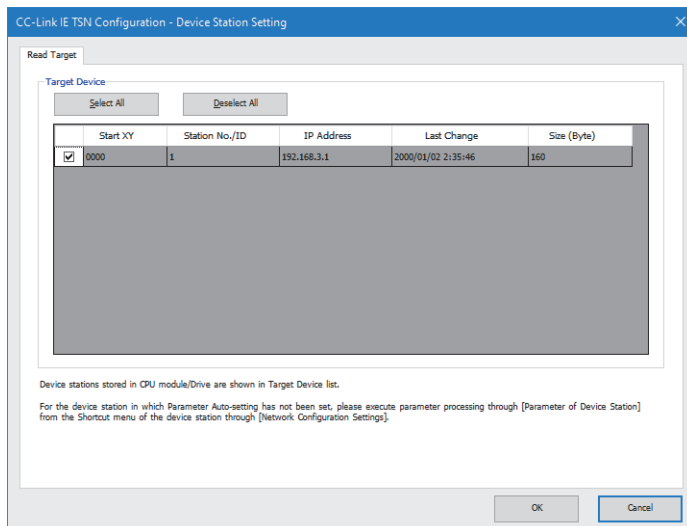 CC-Link IE TSN Configuration - Device Station Setting
Read Target
Target Device
Select All Deselect All
Start XY Station No./ID IP Address Last Change Size (Byte)
0000 1 192.168.3.1 2000/01/02 2:35:46 160
Device stations stored in CPU module/Drive are shown in Target Device list.
For the device station in which Parameter Auto-setting has not been set, please execute parameter processing through [Parameter of Device Station]
from the Shortcut menu of the device station through [Network Configuration Settings].
OK Cancel